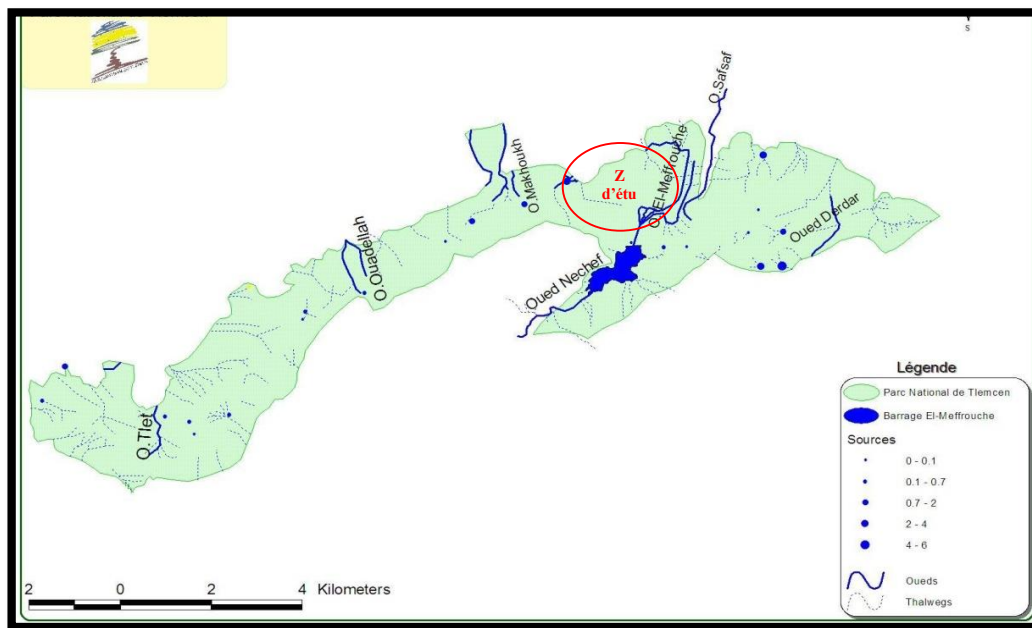 S
O.Safsaf
O.Makhoukh
Z
d'étu
O. El-Meffrouche
Oued Derdar
O.Ouadellah
Oued Nechef
O.Tlet
Légende
Parc National de Tlemcen
Barrage El-Meffrouche
Sources
0 - 0.1
0.1 - 0.7
0.7 - 2
2 - 4
4 - 6
Oueds
Thalwegs
2 0 2 4 Kilometers